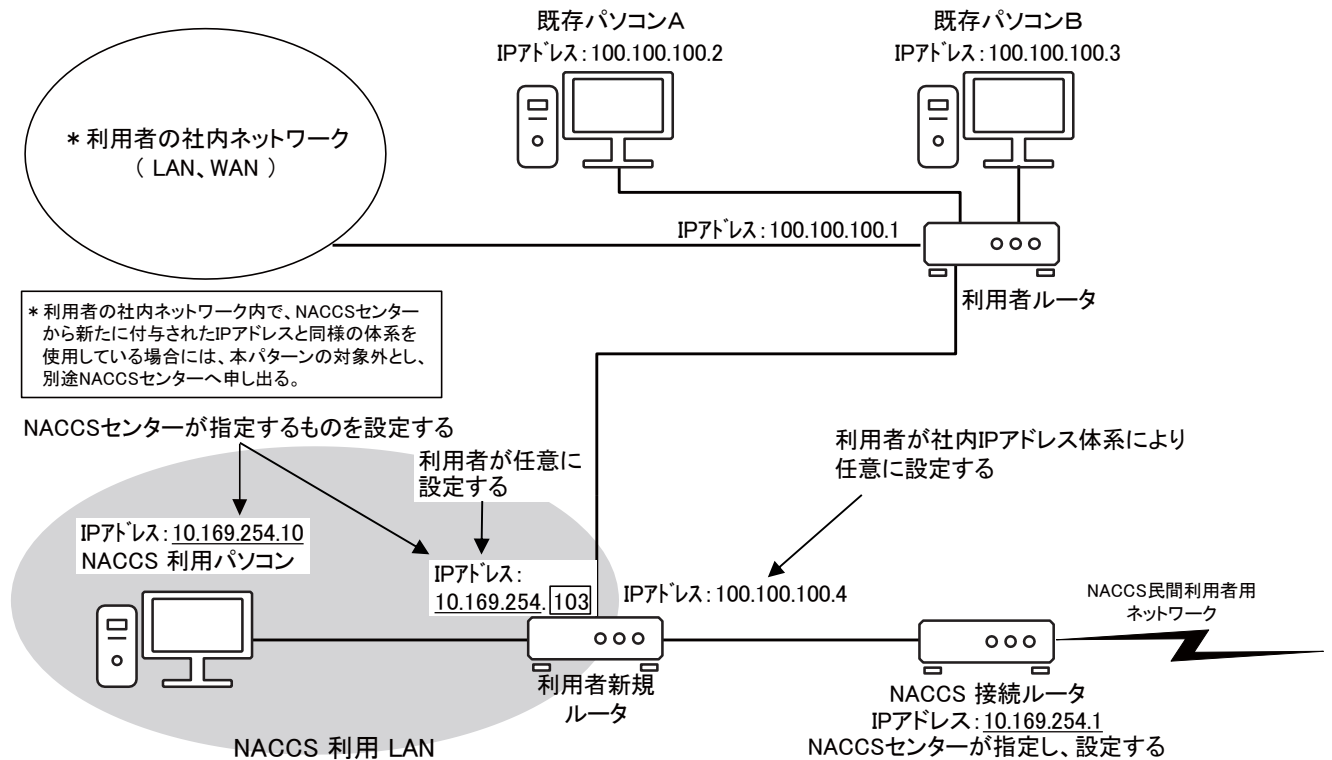 既存パソコンA
IPアドレス：100.100.100.2
既存パソコンB
IPアドレス：100.100.100.3
＊利用者の社内ネットワーク
（ LAN、WAN ）
IPアドレス：100.100.100.1
利用者ルータ
＊利用者の社内ネットワーク内で、NACCSセンター
から新たに付与されたIPアドレスと同様の体系を
使用している場合には、本パターンの対象外とし、
別途NACCSセンターへ申し出る。
NACCSセンターが指定するものを設定する
利用者が任意に
設定する
利用者が社内IPアドレス体系により
任意に設定する
IPアドレス：10.169.254.10
NACCS 利用パソコン
IPアドレス：
10.169.254.103
IPアドレス：100.100.100.4
NACCS民間利用者用
ネットワーク
利用者新規
ルータ
NACCS 接続ルータ
IPアドレス：10.169.254.1
NACCSセンターが指定し、設定する
NACCS 利用 LAN